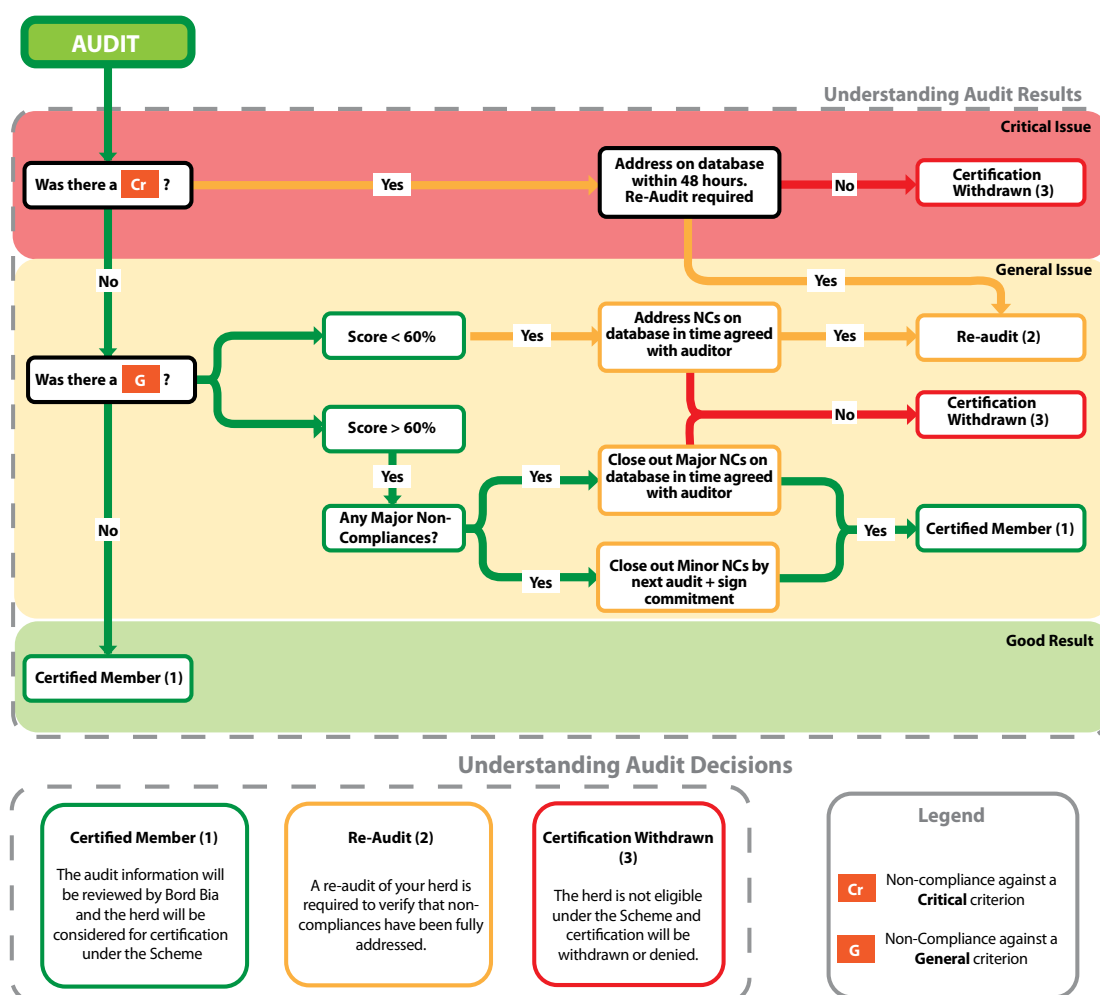 AUDIT
Understanding Audit Results
Critical Issue
Was there a Cr ?
Yes
Address on database
within 48 hours.
Re-Audit required
No
Certification
Withdrawn (3)
No
General Issue
Yes
Score < 60%
Yes
Address NCs on
database in time agreed
with auditor
Yes
Re-audit (2)
Was there a G ?
Score > 60%
No
Certification
Withdrawn (3)
Yes
Close out Major NCs on
database in time agreed
with auditor
Yes
Any Major Non-
Compliances?
No
Yes
Certified Member (1)
Yes
Close out Minor NCs by
next audit + sign
commitment
Good Result
Certified Member (1)
Understanding Audit Decisions
Certified Member (1)
The audit information will
be reviewed by Bord Bia
and the herd will be
considered for certification
under the Scheme
Re-Audit (2)
A re-audit of your herd is
required to verify that non-
compliances have been fully
addressed.
Certification Withdrawn
(3)
The herd is not eligible
under the Scheme and
certification will be
withdrawn or denied.
Legend
Cr Non-compliance against a
Critical criterion
G Non-Compliance against a
General criterion